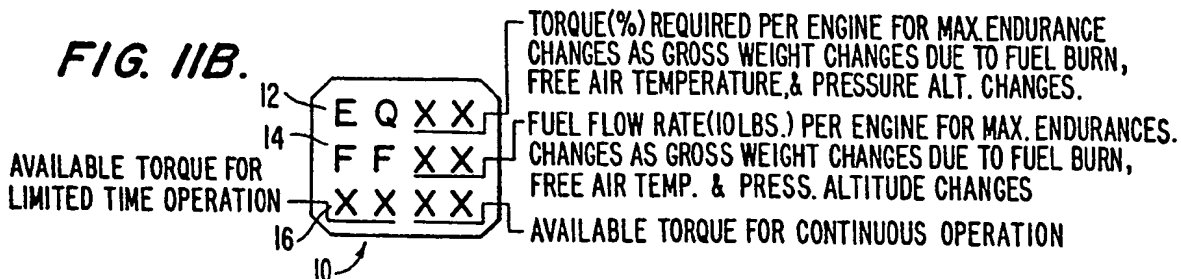 FIG. 11B.
TORQUE(%) REQUIRED PER ENGINE FOR MAX. ENDURANCE
CHANGES AS GROSS WEIGHT CHANGES DUE TO FUEL BURN,
FREE AIR TEMPERATURE,& PRESSURE ALT. CHANGES.
12
E Q X X
14
F F X X
FUEL FLOW RATE(10 LBS.) PER ENGINE FOR MAX. ENDURANCES.
CHANGES AS GROSS WEIGHT CHANGES DUE TO FUEL BURN,
FREE AIR TEMP. & PRESS. ALTITUDE CHANGES
AVAILABLE TORQUE FOR
LIMITED TIME OPERATION
X X X X
16
AVAILABLE TORQUE FOR CONTINUOUS OPERATION
10